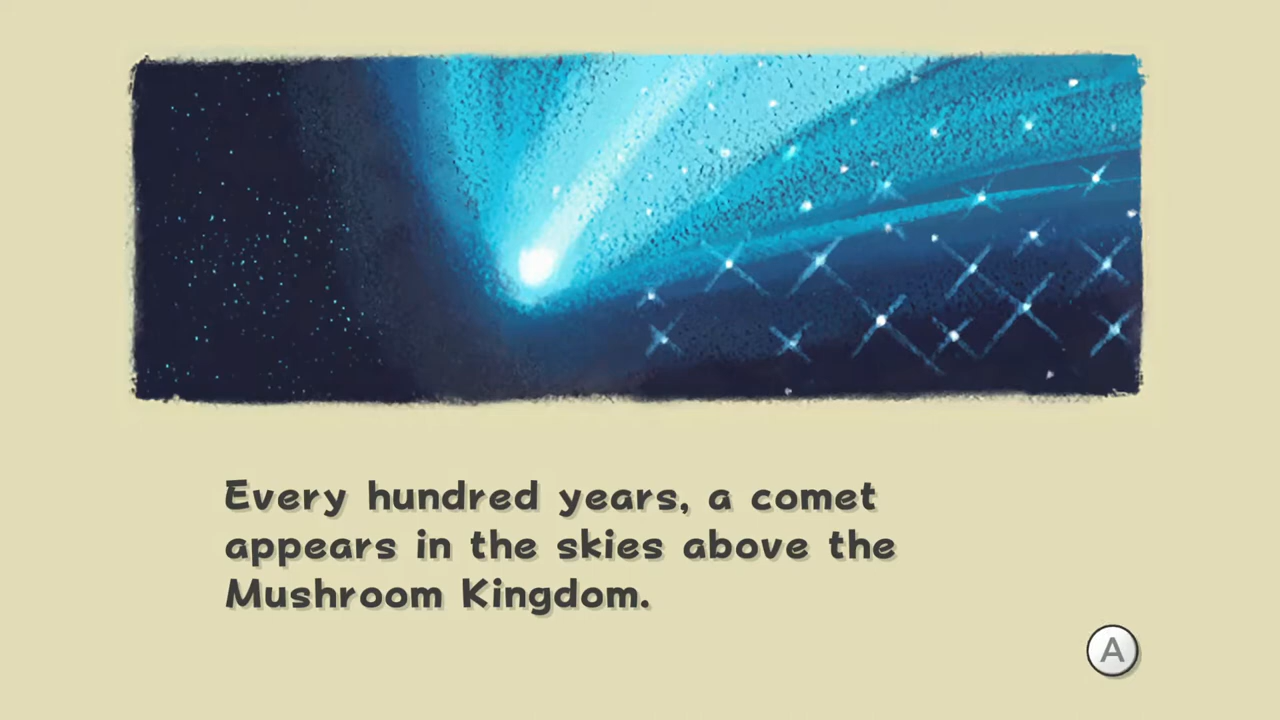 Every hundred years, a comet
appears in the skies above the
Mushroom Kingdom.
A